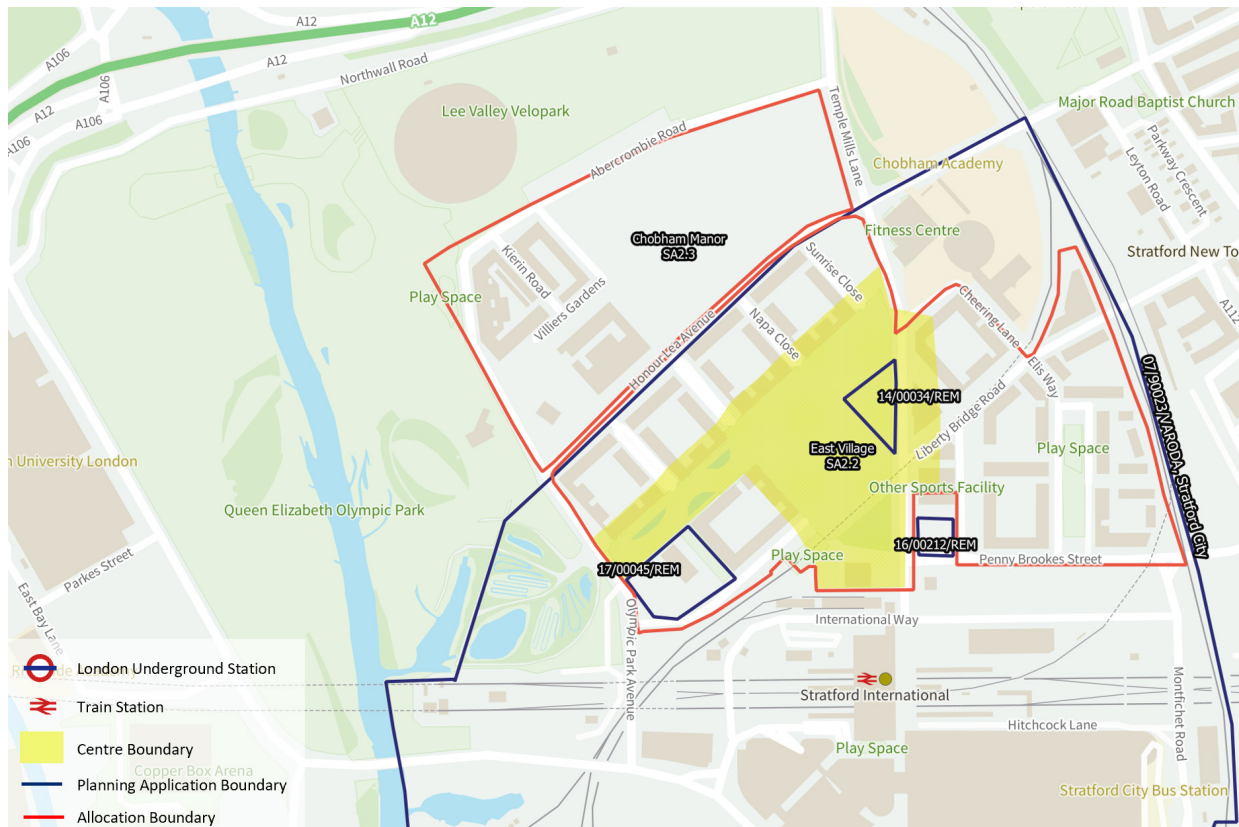 A12
A12
A106
A106
A12
Northwall Road
A12
A106
A106
Lee Valley Velopark
Temple Mills Lane
Major Road Baptist Church
Parkway Crescent
Leyton Road
Abercrombie Road
Chobham Academy
Chobham Manor
SA2.3
Fitness Centre
Stratford New To
Kierin Road
Sunrise Close
Play Space
Villiers Gardens
Cheering Lane
A112
Honour Lea Avenue
Napa Close
Elis Way
07/90023/VARODA, Stratford City
14/00034/REM
Liberty Bridge Road
East Village
SA2.2
Play Space
n University London
Other Sports Facility
Queen Elizabeth Olympic Park
16/00212/REM
Play Space
Penny Brookes Street
17/00045/REM
Parkes Street
East Bay Lane
Olympic Park Avenue
International Way
Stratford International
Montfichet Road
Hitchcock Lane
Play Space
Stratford City Bus Station
London Underground Station
Train Station
Centre Boundary
Copper Box Arena
Planning Application Boundary
Allocation Boundary